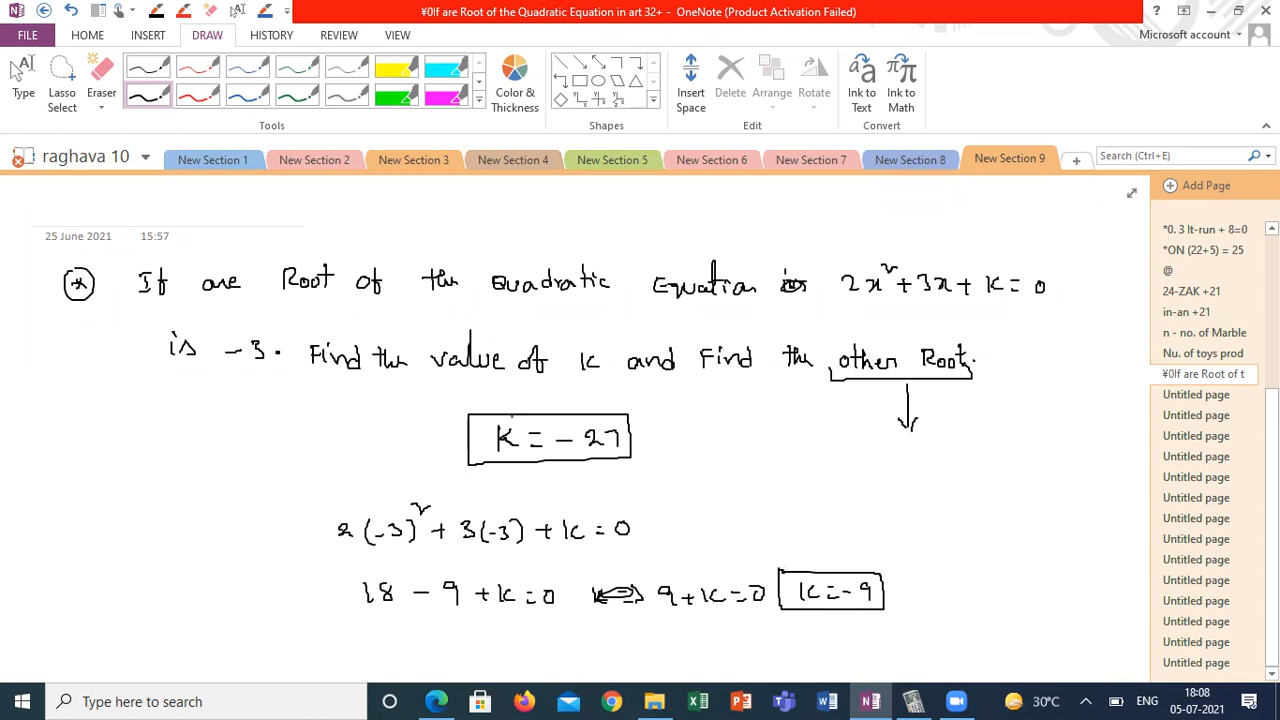 ¥0lf are Root of the Quadratic Equation in art 32+ - OneNote (Product Activation Failed)
FILE HOME INSERT DRAW HISTORY REVIEW VIEW Microsoft account
Type Lasso Select Eraser Color & Thickness Insert Space Delete Arrange Rotate Ink to Text Ink to Math
Tools Shapes Edit Convert
raghava 10 New Section 1 New Section 2 New Section 3 New Section 4 New Section 5 New Section 6 New Section 7 New Section 8 New Section 9 Search (Ctrl+E)
Add Page
25 June 2021 15:57
If are Root of the Quadratic Equation 2x²+3x+k=0
is -3. Find the value of k and Find the other Root.
K = -27
2(-3)²+3(-3)+k=0
18-9+k=0 ⇔ 9+k=0 k=-9
*0. 3 lt-run + 8=0
*ON (22+5) = 25
@
24-ZAK +21
in-an +21
n - no. of Marble
Nu. of toys prod
¥0lf are Root of t
Untitled page
Untitled page
Untitled page
Untitled page
Untitled page
Untitled page
Untitled page
Untitled page
Untitled page
Untitled page
Untitled page
Untitled page
Untitled page
Untitled page
Type here to search 30°C ENG 18:08
05-07-2021